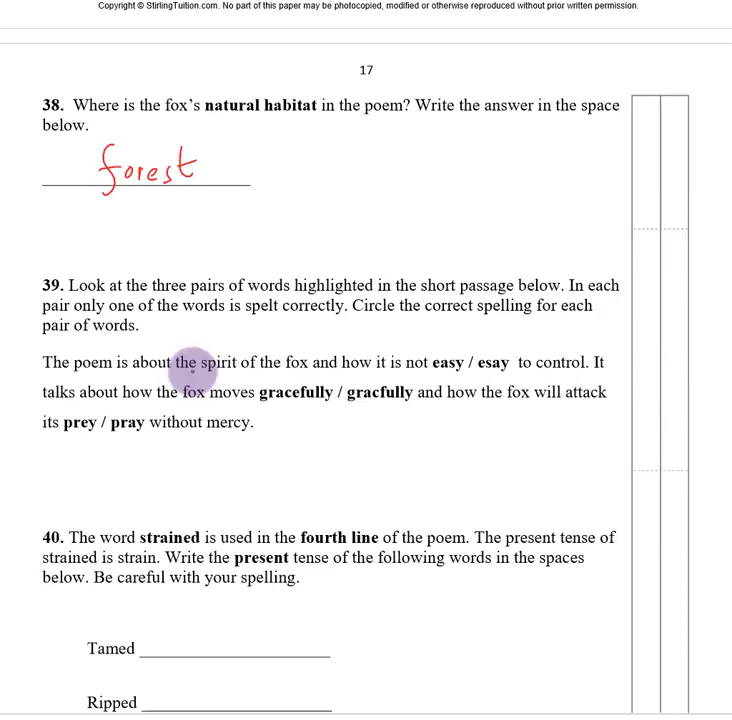 Copyright © StirlingTuition.com. No part of this paper may be photocopied, modified or otherwise reproduced without prior written permission.
17
38. Where is the fox's natural habitat in the poem? Write the answer in the space
below.
forest
39. Look at the three pairs of words highlighted in the short passage below. In each
pair only one of the words is spelt correctly. Circle the correct spelling for each
pair of words.
The poem is about the spirit of the fox and how it is not easy / esay to control. It
talks about how the fox moves gracefully / gracfully and how the fox will attack
its prey / pray without mercy.
40. The word strained is used in the fourth line of the poem. The present tense of
strained is strain. Write the present tense of the following words in the spaces
below. Be careful with your spelling.
Tamed
Ripped